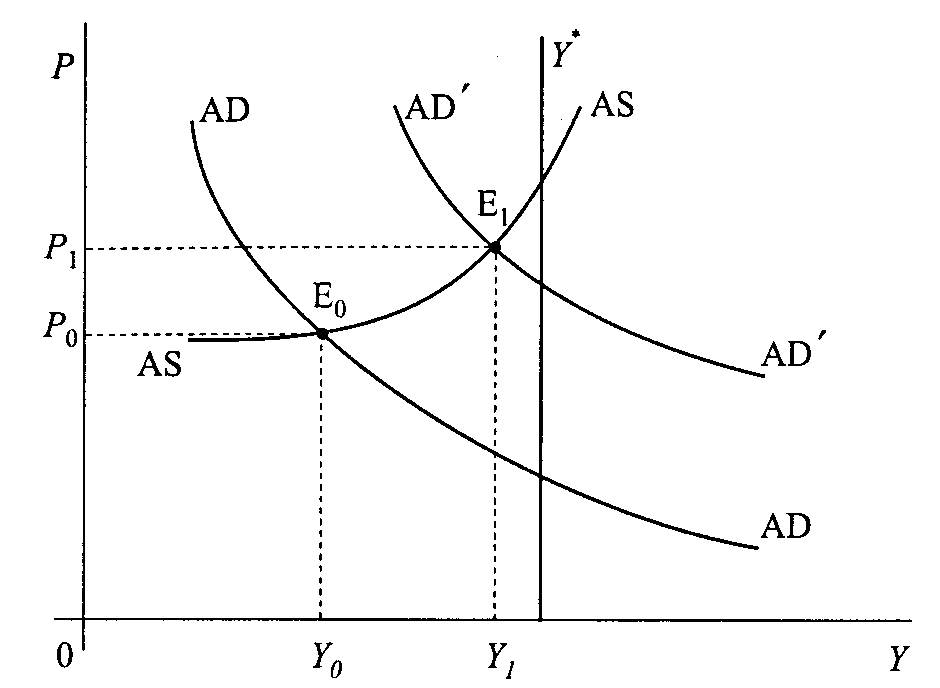 Y*
P
AD
AD′
AS
E₁
P₁
E₀
P₀
AS
AD′
AD
0
Y₀
Y₁
Y